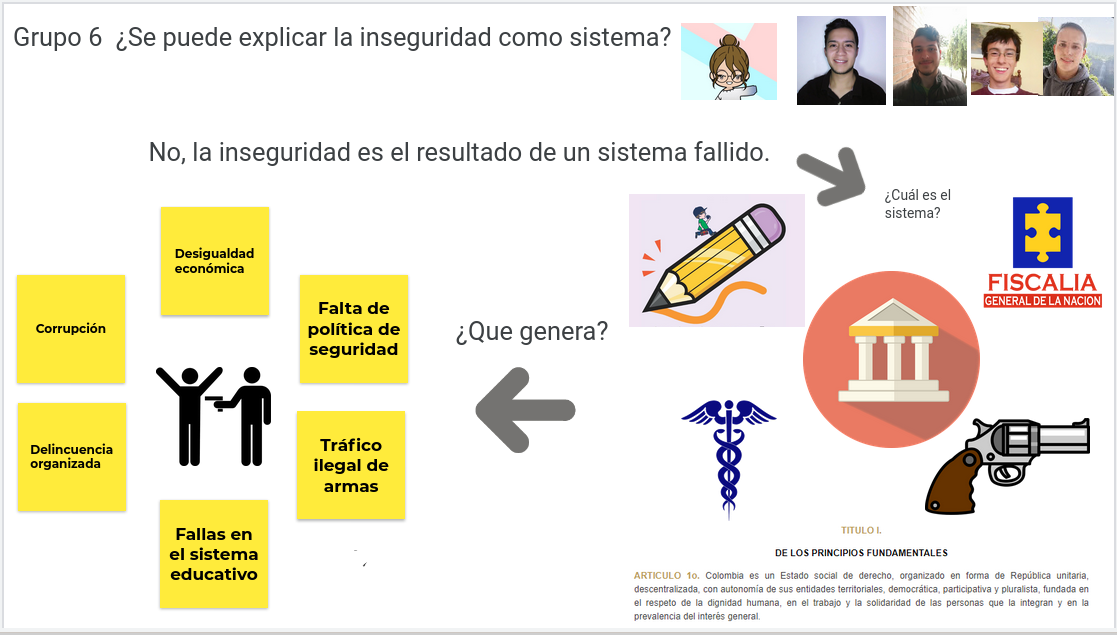 Grupo 6  ¿Se puede explicar la inseguridad como sistema?
No, la inseguridad es el resultado de un sistema fallido.
¿Cuál es el
sistema?
FISCALIA
GENERAL DE LA NACION
Desigualdad
económica
Corrupción
Falta de
política de
seguridad
¿Que genera?
Delincuencia
organizada
Tráfico
ilegal de
armas
Fallas en
el sistema
educativo
TITULO I.
DE LOS PRINCIPIOS FUNDAMENTALES
ARTICULO 1o. Colombia es un Estado social de derecho, organizado en forma de República unitaria,
descentralizada, con autonomía de sus entidades territoriales, democrática, participativa y pluralista, fundada en
el respeto de la dignidad humana, en el trabajo y la solidaridad de las personas que la integran y en la
prevalencia del interés general.